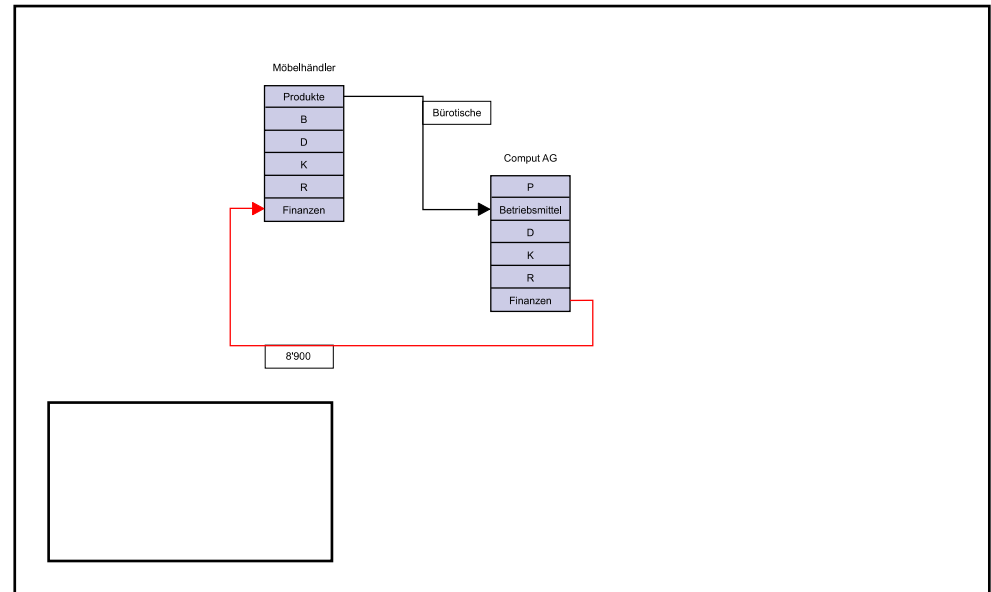 Möbelhändler
Produkte
B
D
K
R
Finanzen
Bürotische
Comput AG
P
Betriebsmittel
D
K
R
Finanzen
8'900